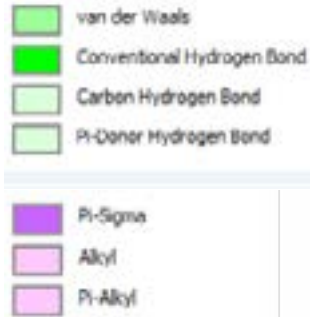 van der Waals
Conventional Hydrogen Bond
Carbon Hydrogen Bond
Pi-Donor Hydrogen Bond
Pi-Sigma
Alkyl
Pi-Alkyl